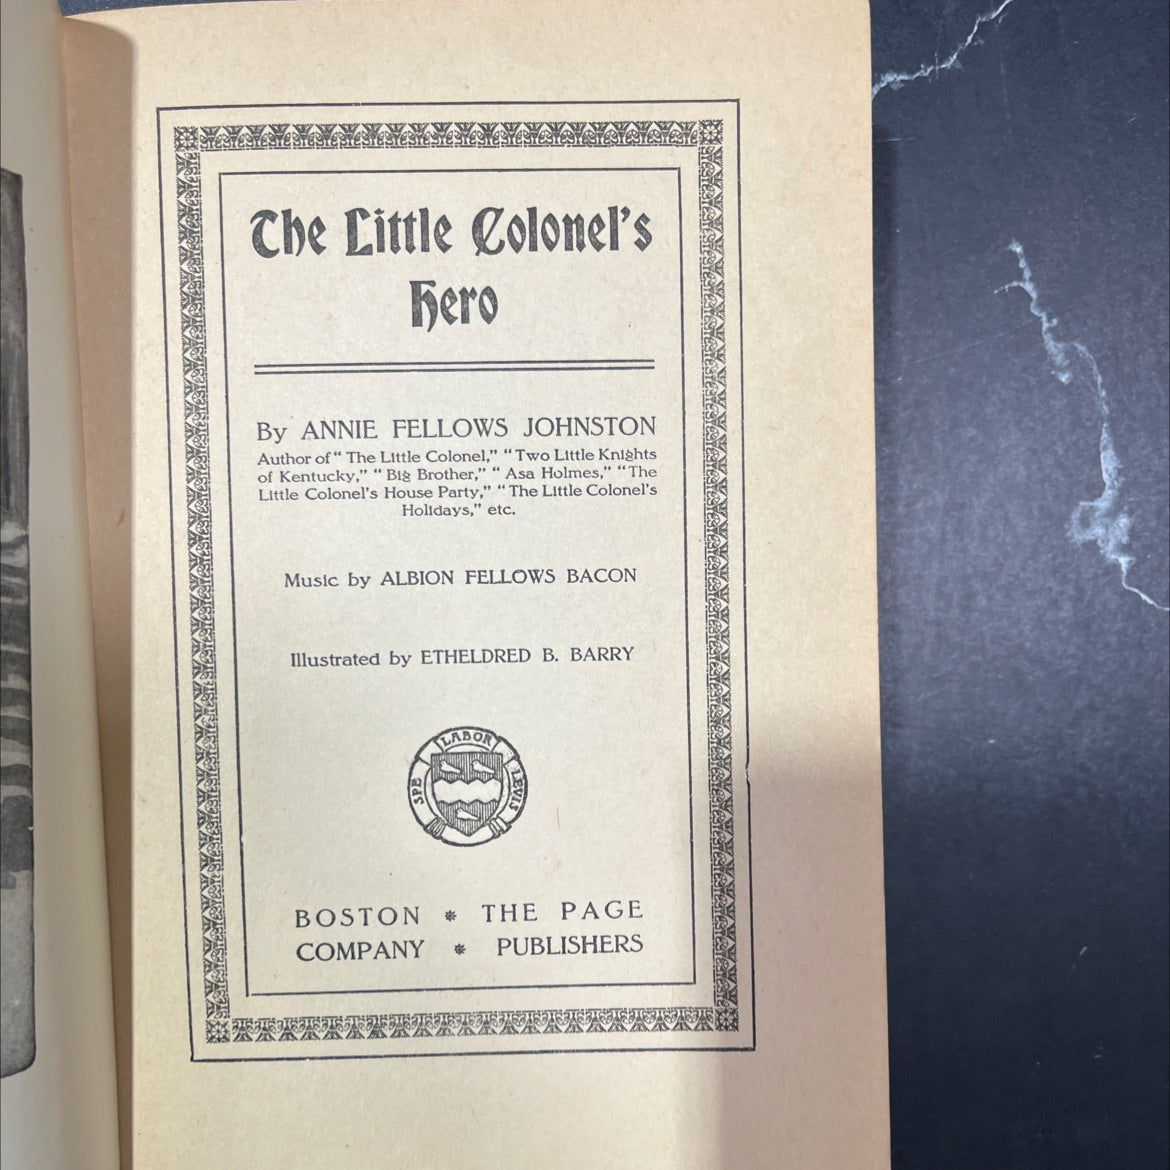 The Little Colonel's
Hero
By ANNIE FELLOWS JOHNSTON
Author of “ The Little Colonel,” “ Two Little Knights
of Kentucky,” “ Big Brother,” “ Asa Holmes,” “ The
Little Colonel's House Party,” “ The Little Colonel's
Holidays,” etc.
Music by ALBION FELLOWS BACON
Illustrated by ETHELDRED B. BARRY
SPE LABOR LEVIS
BOSTON * THE PAGE
COMPANY * PUBLISHERS